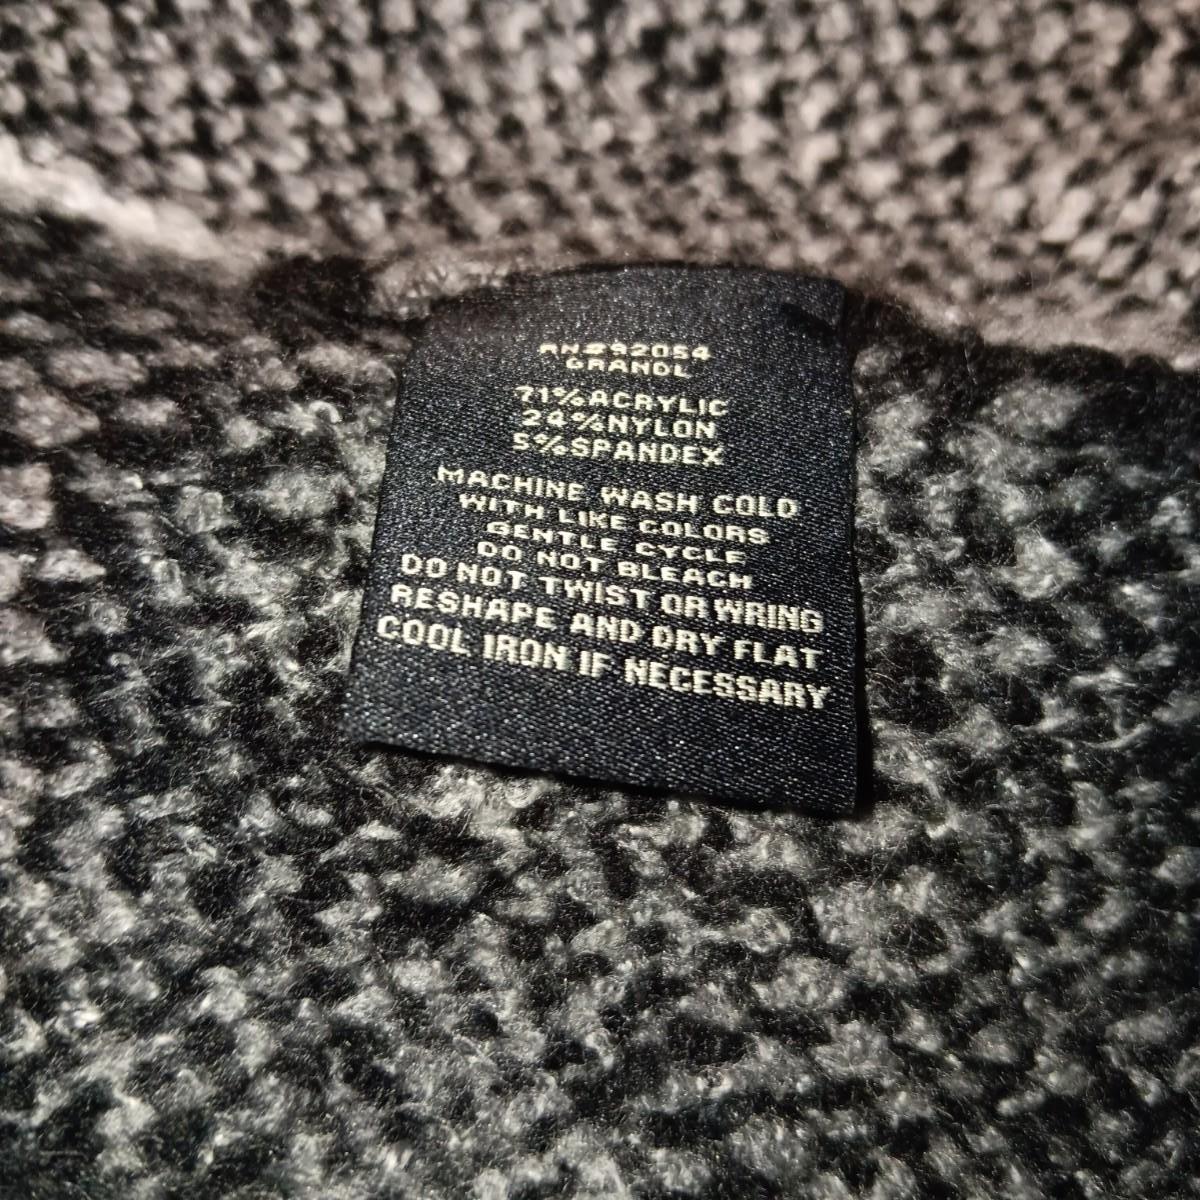 RN#92054
GRANDL
71%ACRYLIC
24%NYLON
5%SPANDEX
MACHINE WASH COLD
WITH LIKE COLORS
GENTLE CYCLE
DO NOT BLEACH
DO NOT TWIST OR WRING
RESHAPE AND DRY FLAT
COOL IRON IF NECESSARY